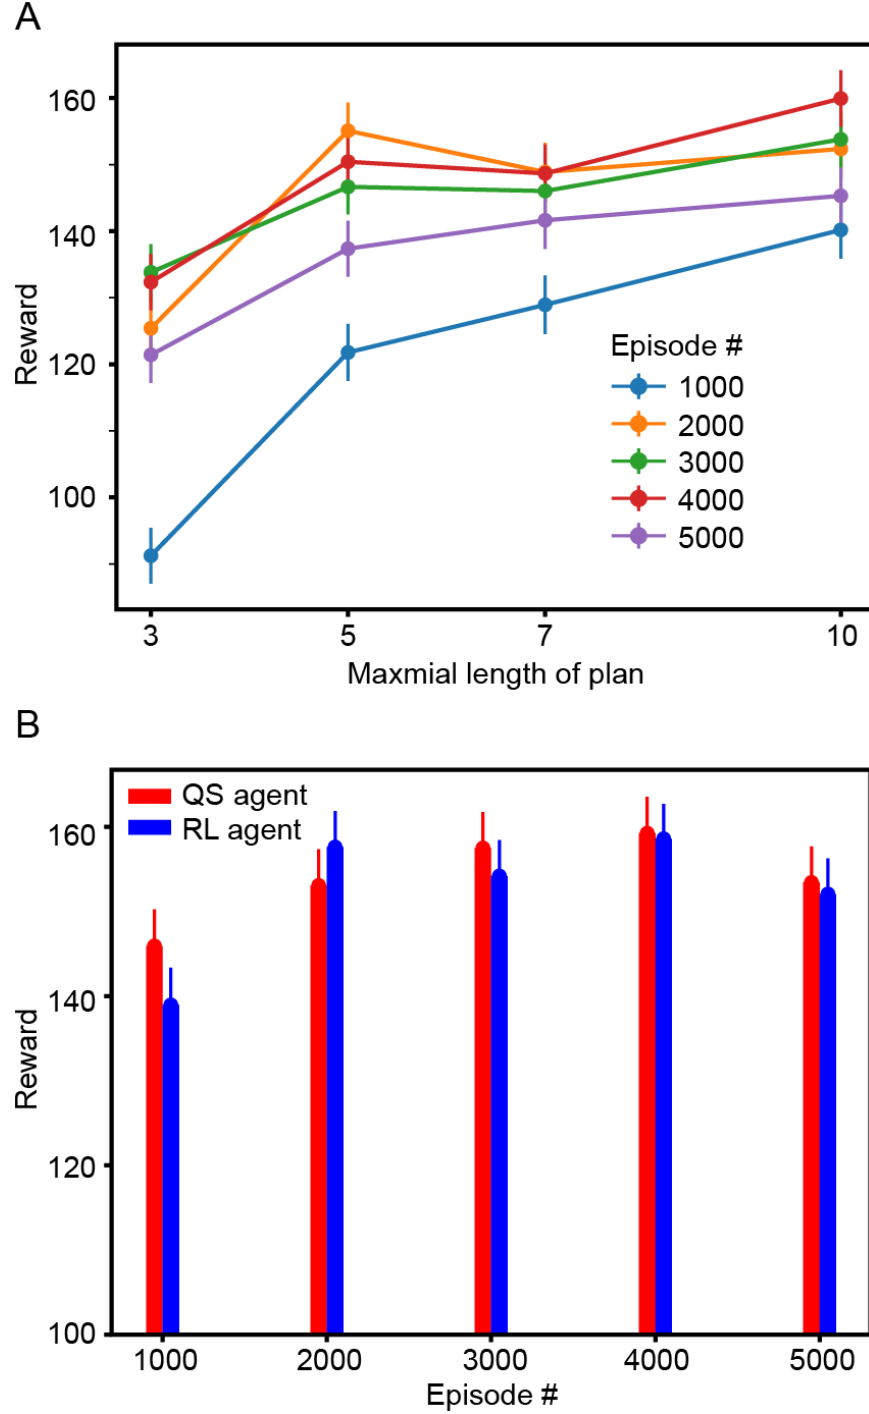 A
160
140
120
100
Reward
Episode #
1000
2000
3000
4000
5000
3 5 7 10
Maxmial length of plan
B
QS agent
RL agent
160
140
120
100
Reward
1000 2000 3000 4000 5000
Episode #